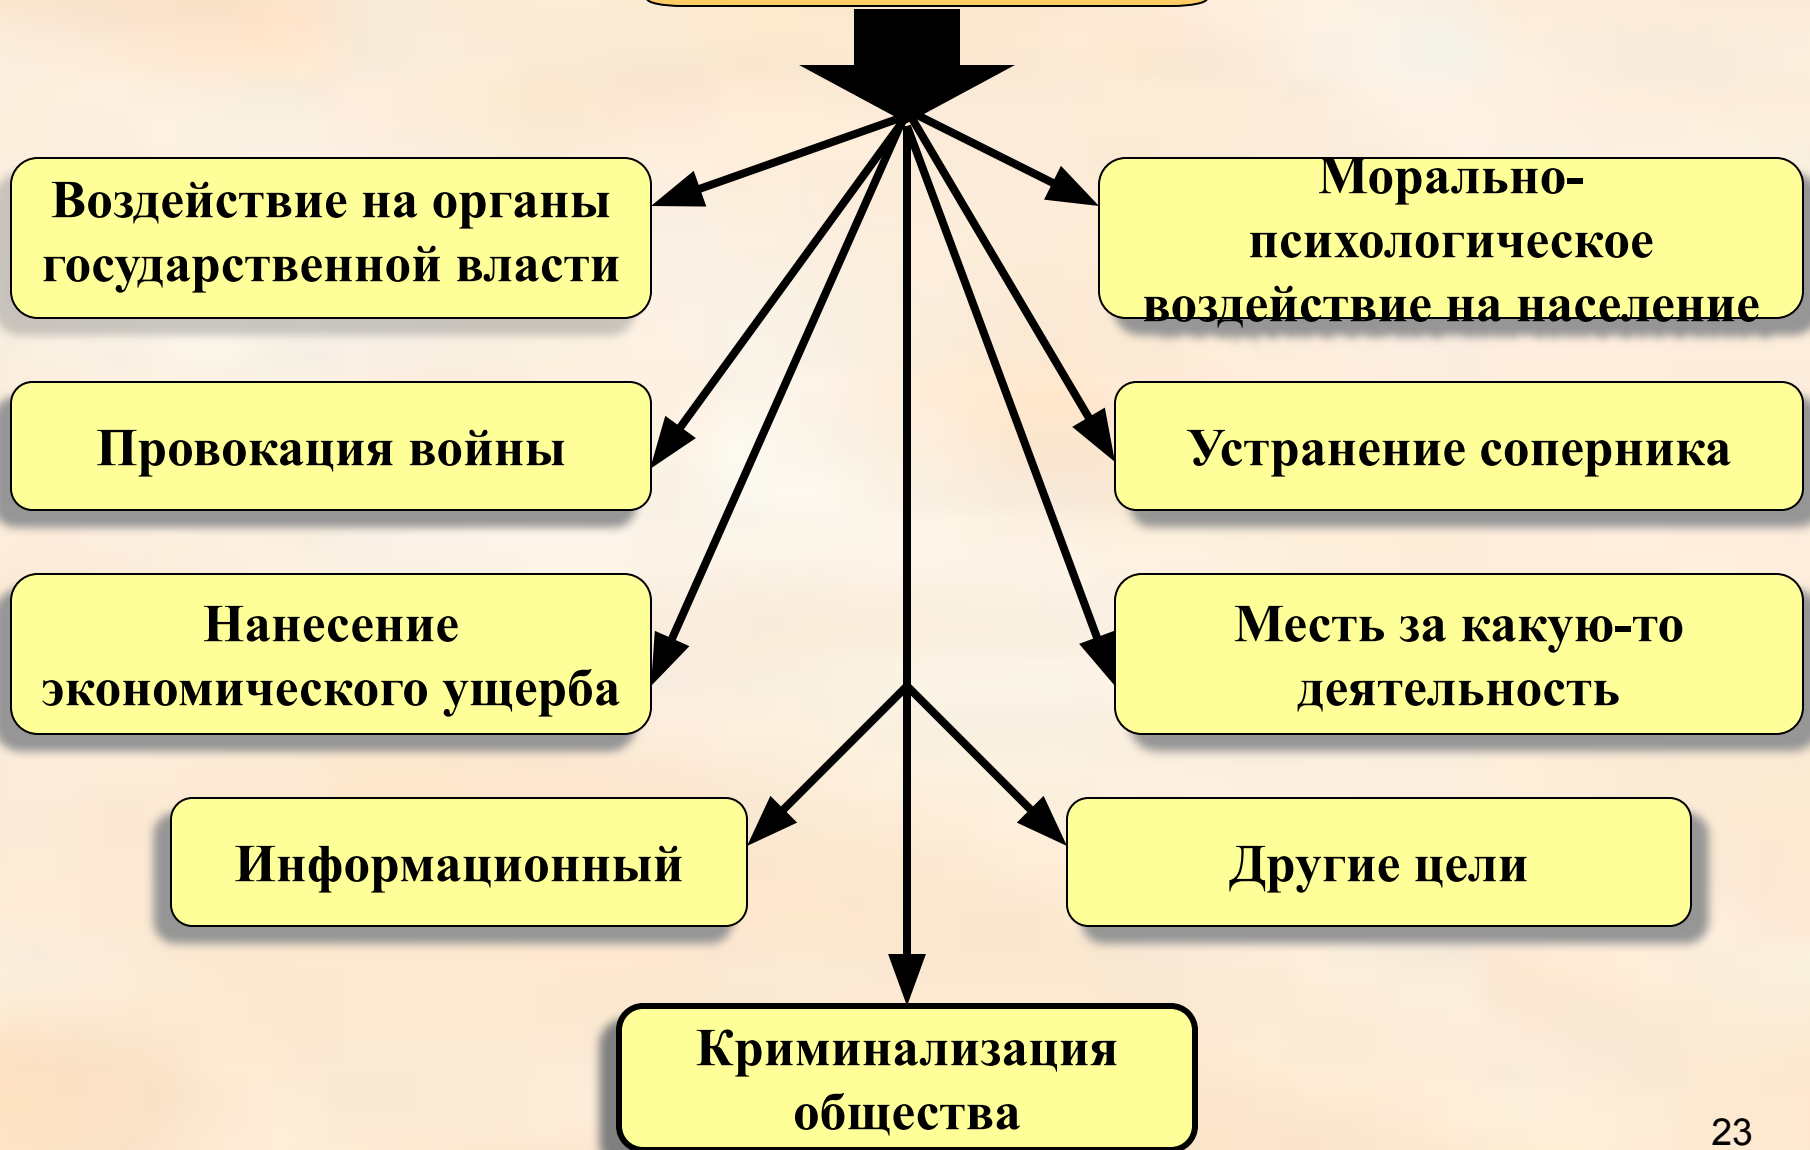 Воздействие на органы
государственной власти
Морально-
психологическое
воздействие на население
Провокация войны
Устранение соперника
Нанесение
экономического ущерба
Месть за какую-то
деятельность
Информационный
Другие цели
Криминализация
общества
23